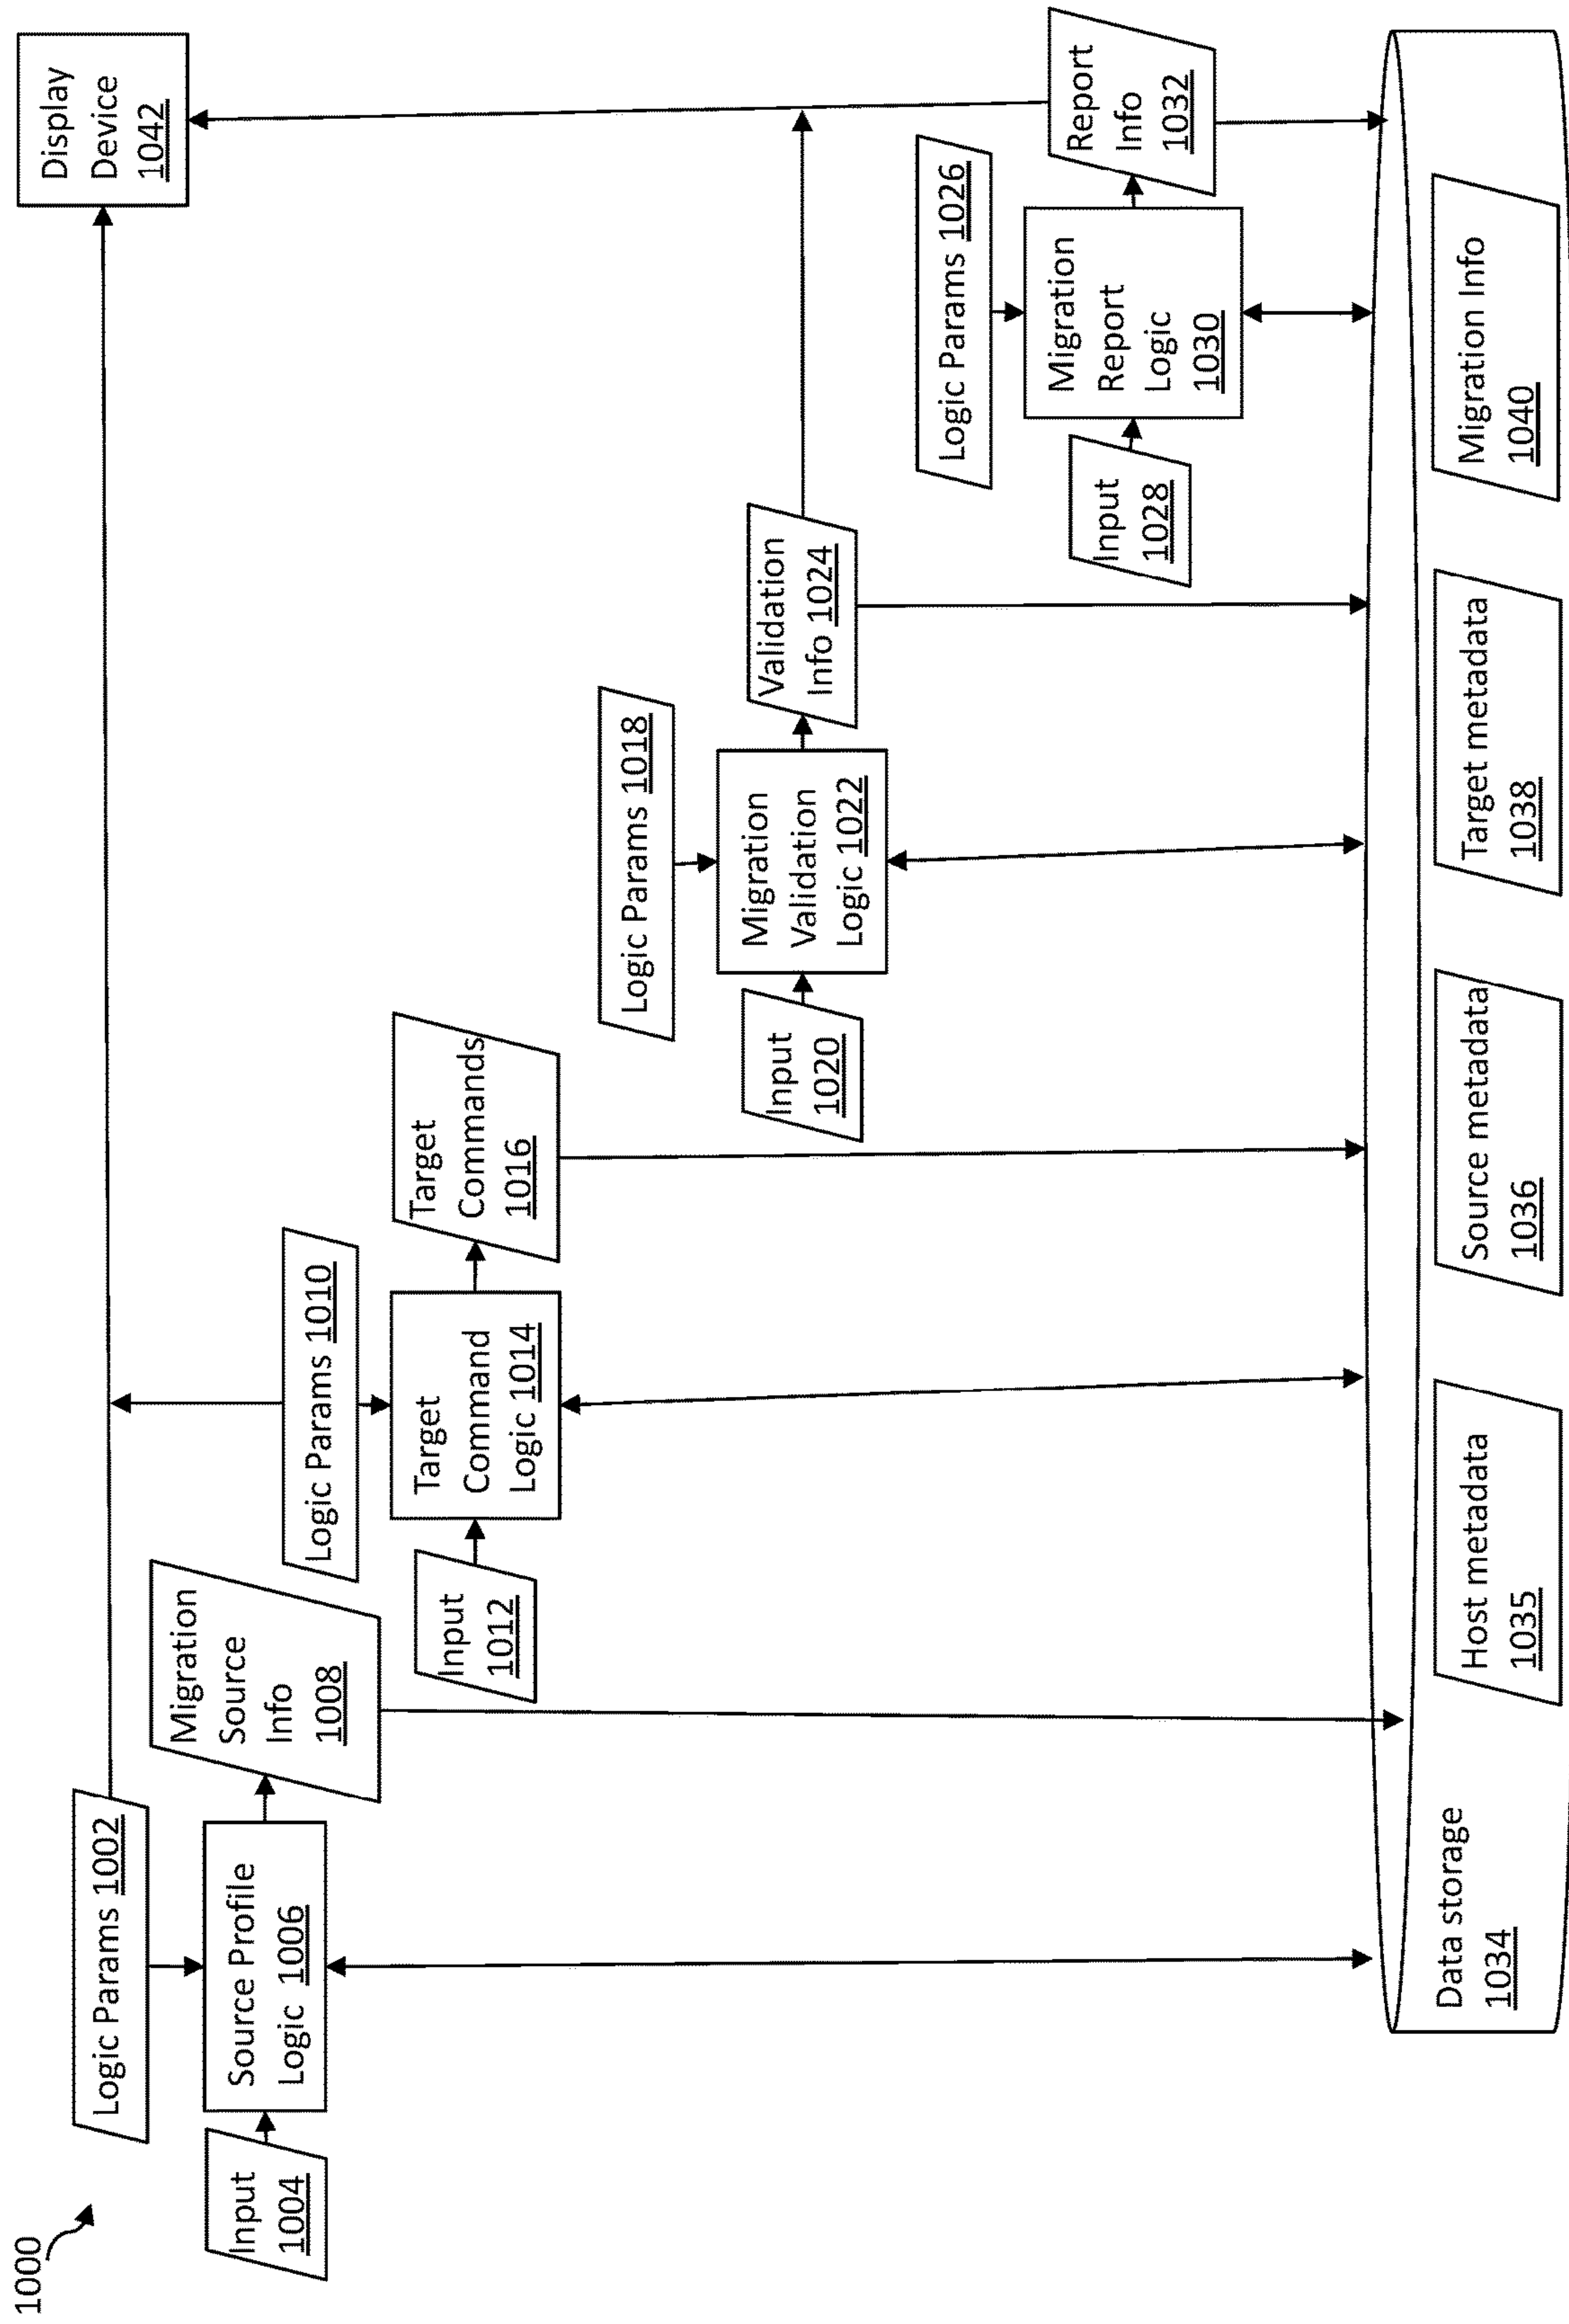 1000
Logic Params 1002
Input
1004
Source Profile
Logic 1006
Migration
Source
Info
1008
Logic Params 1010
Input
1012
Target
Command
Logic 1014
Target
Commands
1016
Logic Params 1018
Input
1020
Migration
Validation
Logic 1022
Validation
Info 1024
Logic Params 1026
Input
1028
Migration
Report
Logic
1030
Report
Info
1032
Display
Device
1042
Data storage
1034
Host metadata
1035
Source metadata
1036
Target metadata
1038
Migration Info
1040